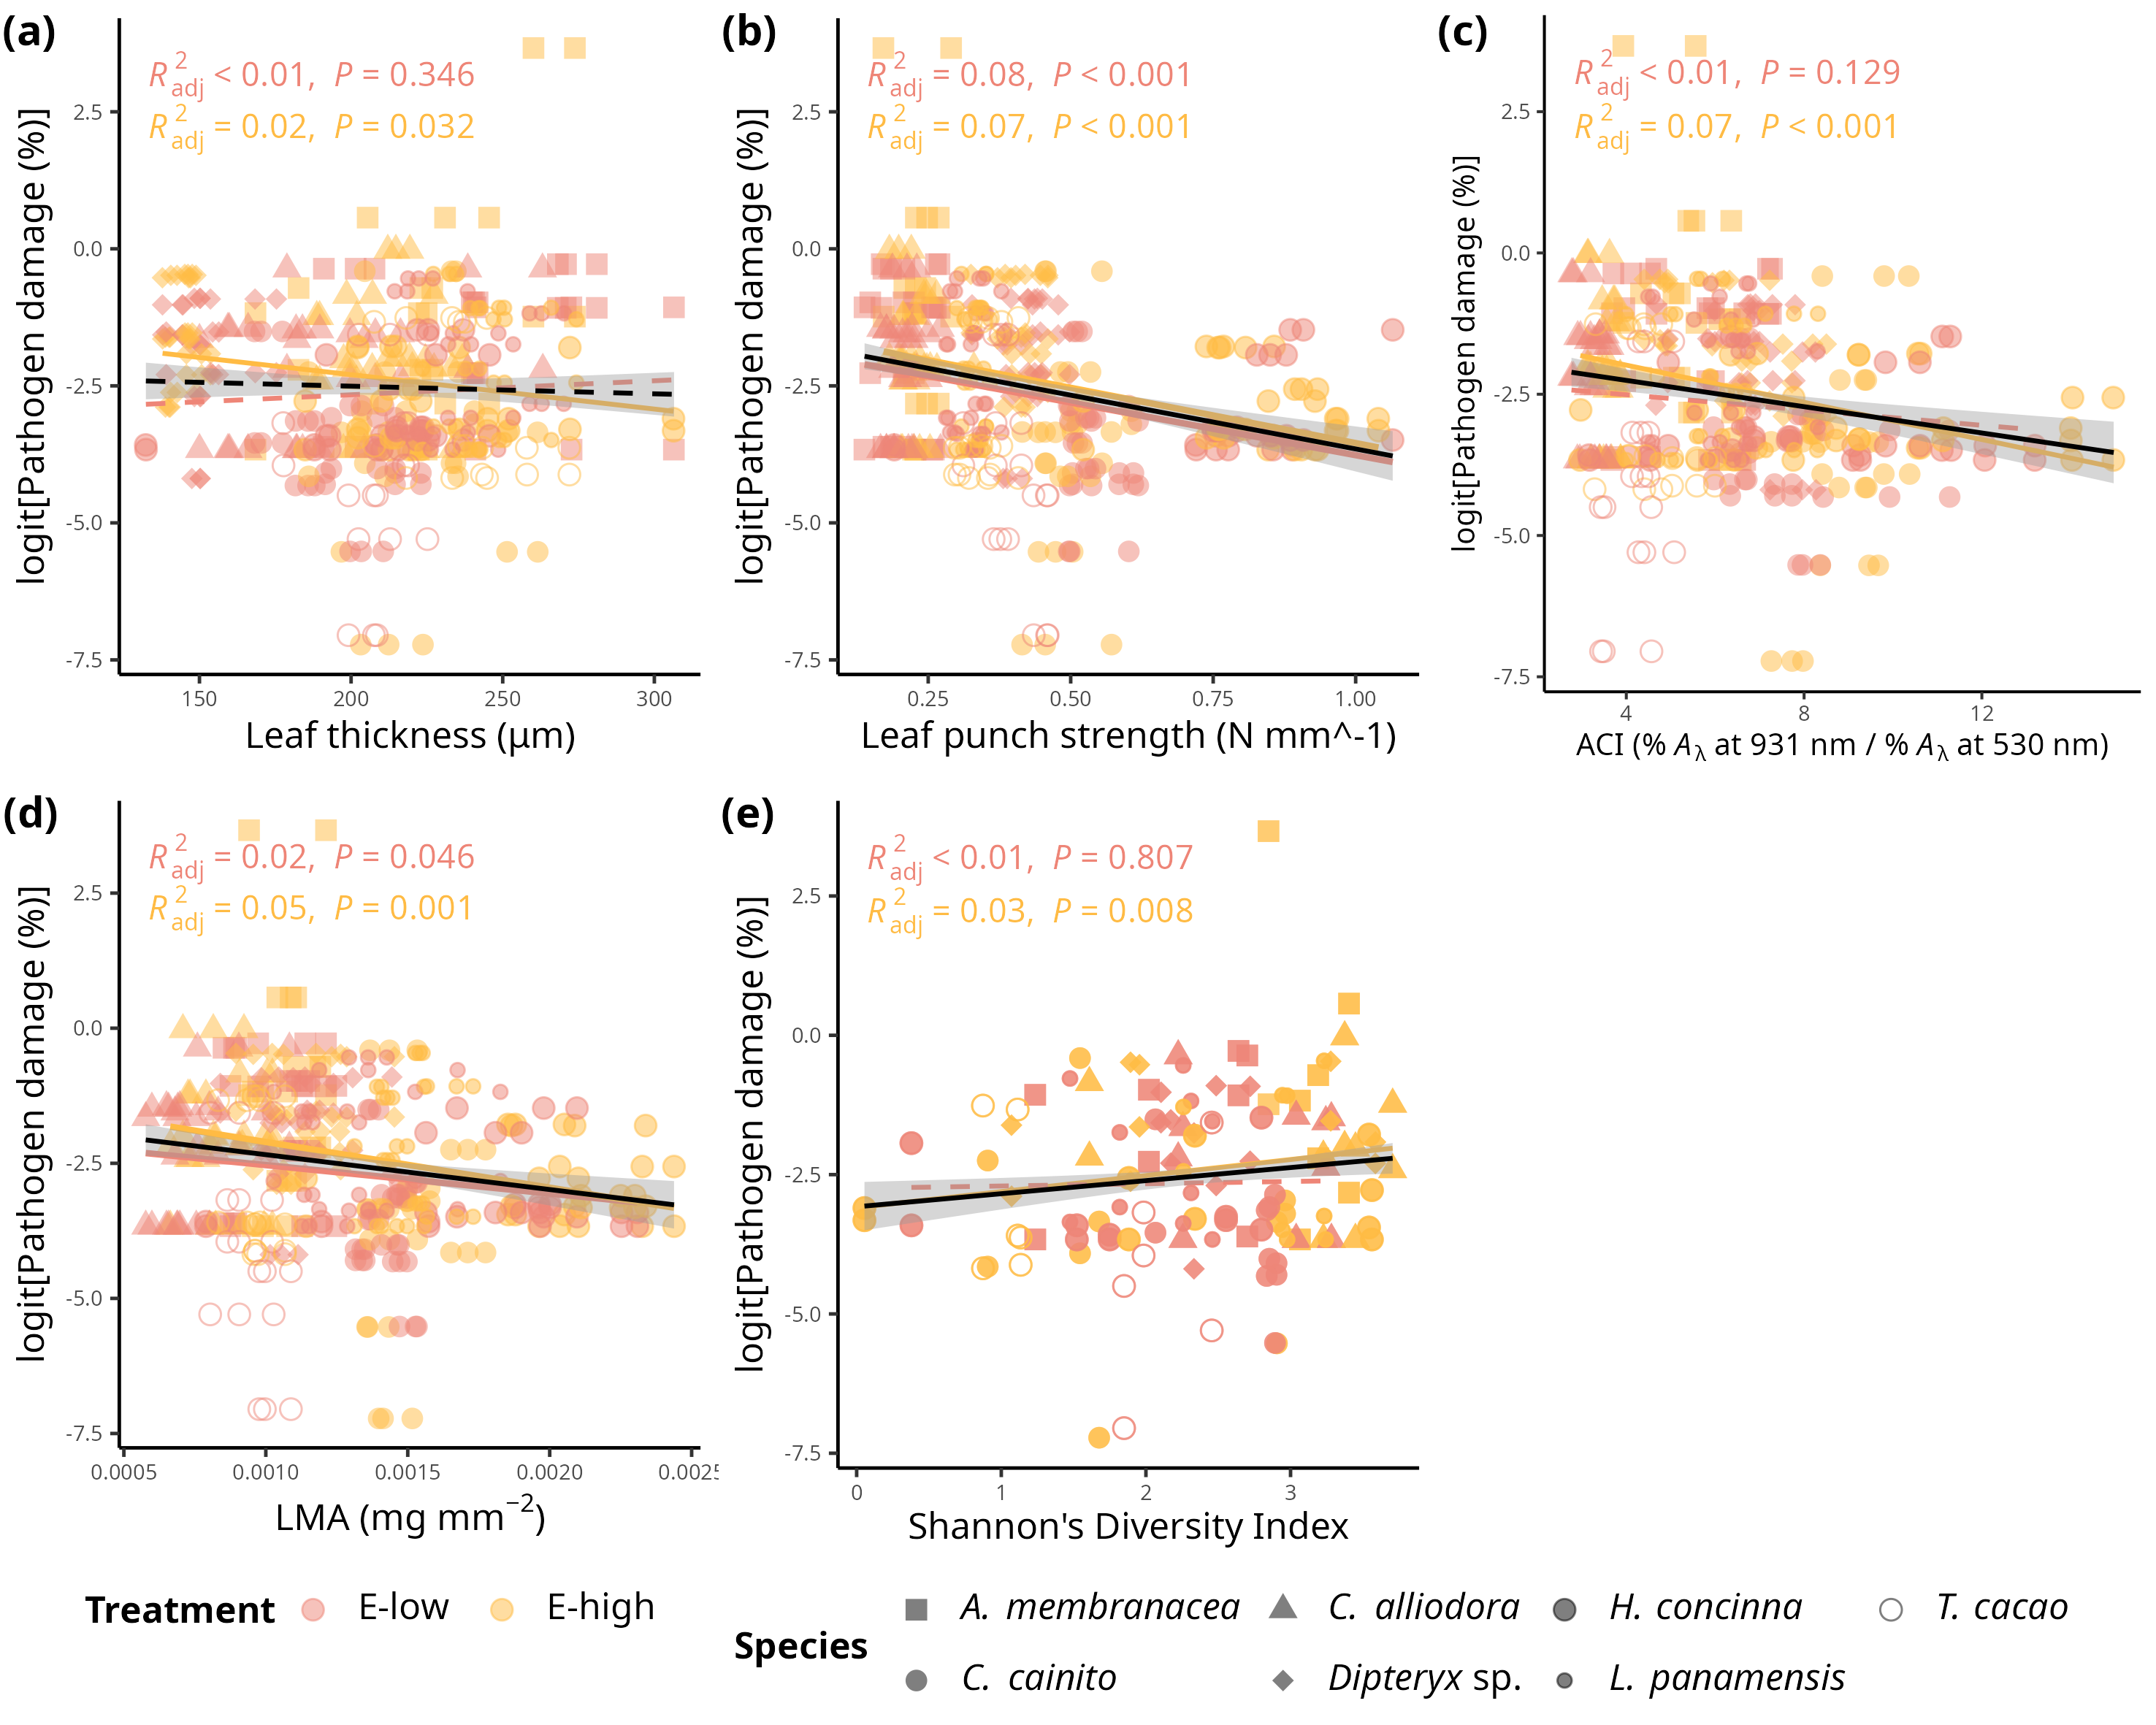 (a)
R²adj < 0.01, P = 0.346
R²adj = 0.02, P = 0.032
logit[Pathogen damage (%)]
2.5
0.0
-2.5
-5.0
-7.5
150 200 250 300
Leaf thickness (µm)
(b)
R²adj = 0.08, P < 0.001
R²adj = 0.07, P < 0.001
logit[Pathogen damage (%)]
2.5
0.0
-2.5
-5.0
-7.5
0.25 0.50 0.75 1.00
Leaf punch strength (N mm^-1)
(c)
R²adj < 0.01, P = 0.129
R²adj = 0.07, P < 0.001
logit[Pathogen damage (%)]
2.5
0.0
-2.5
-5.0
-7.5
4 8 12
ACI (% Aλ at 931 nm / % Aλ at 530 nm)
(d)
R²adj = 0.02, P = 0.046
R²adj = 0.05, P = 0.001
logit[Pathogen damage (%)]
2.5
0.0
-2.5
-5.0
-7.5
0.0005 0.0010 0.0015 0.0020 0.0025
LMA (mg mm⁻²)
(e)
R²adj < 0.01, P = 0.807
R²adj = 0.03, P = 0.008
logit[Pathogen damage (%)]
2.5
0.0
-2.5
-5.0
-7.5
0 1 2 3
Shannon's Diversity Index
Treatment E-low E-high
Species
A. membranacea C. alliodora H. concinna T. cacao
C. cainito Dipteryx sp. L. panamensis